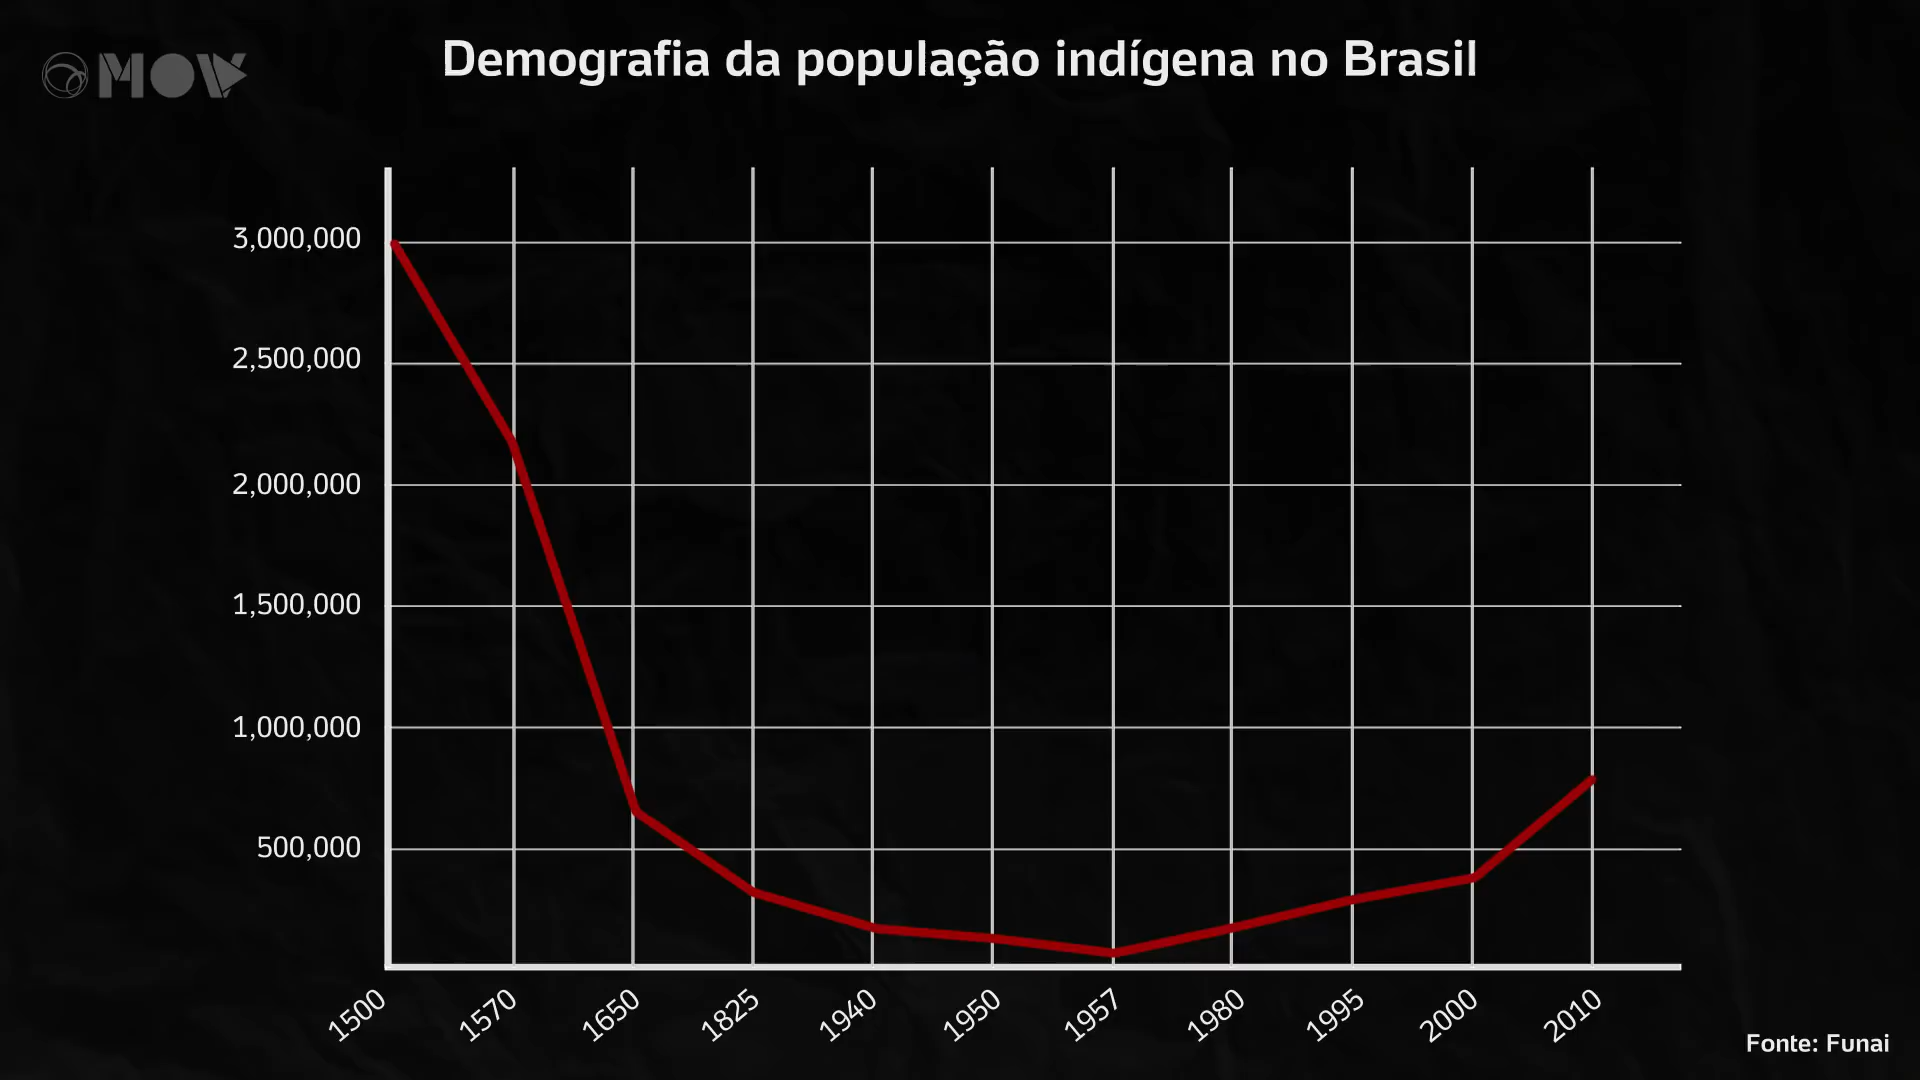 MOV
Demografia da população indígena no Brasil
3,000,000
2,500,000
2,000,000
1,500,000
1,000,000
500,000
1500 1570 1650 1825 1940 1950 1957 1980 1995 2000 2010
Fonte: Funai